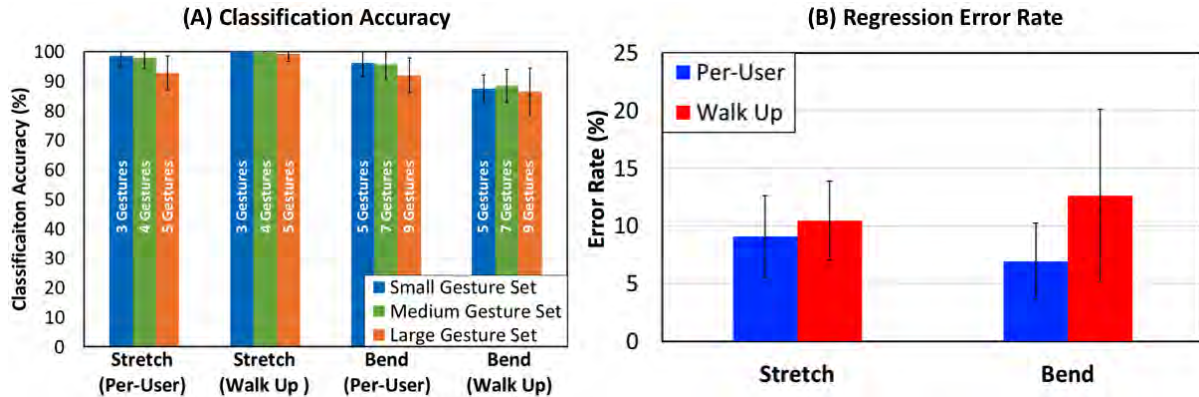 (A) Classification Accuracy
Classificaiton Accuracy (%)
100
90
80
70
60
50
40
30
20
10
0
3 Gestures
4 Gestures
5 Gestures
3 Gestures
4 Gestures
5 Gestures
5 Gestures
7 Gestures
9 Gestures
5 Gestures
7 Gestures
9 Gestures
Small Gesture Set
Medium Gesture Set
Large Gesture Set
Stretch
(Per-User)
Stretch
(Walk Up )
Bend
(Per-User)
Bend
(Walk Up)
(B) Regression Error Rate
Error Rate (%)
25
20
15
10
5
0
Per-User
Walk Up
Stretch
Bend